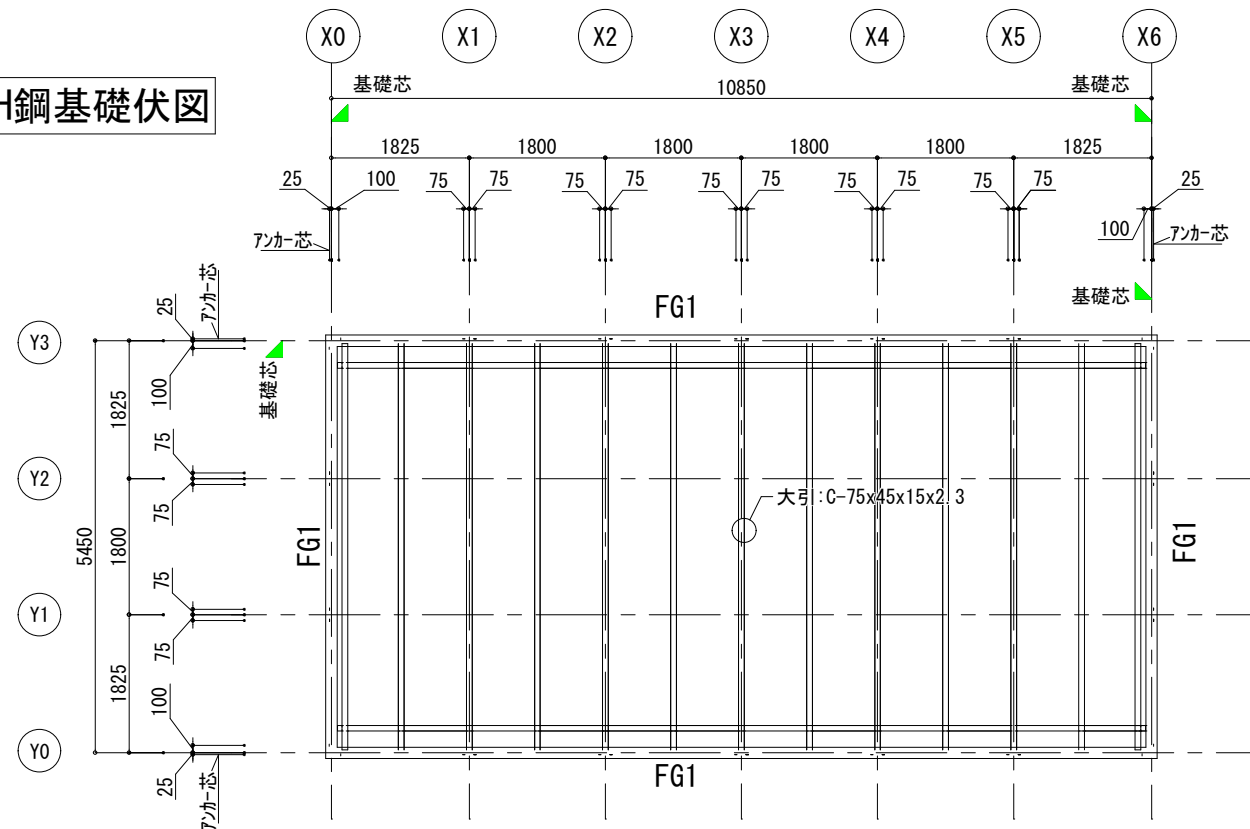 X0 X1 X2 X3 X4 X5 X6
H鋼基礎伏図
基礎芯 10850 基礎芯
1825 1800 1800 1800 1800 1825
25 100 75 75 75 75 75 75 75 75 75 75 100 25
アンカー芯 アンカー芯
基礎芯
FG1
アンカー芯
25
Y3
100
基礎芯
1825
75
Y2
75
大引:C-75x45x15x2.3
5450
1800
FG1 FG1
75
Y1
75
1825
100
Y0
25
アンカー芯
FG1